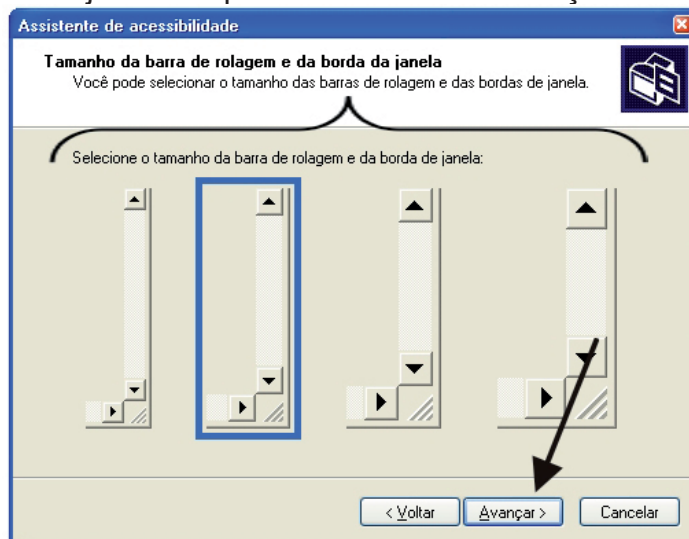 Assistente de acessibilidade
Tamanho da barra de rolagem e da borda da janela
Você pode selecionar o tamanho das barras de rolagem e das bordas de janela.
Selecione o tamanho da barra de rolagem e da borda de janela:
< Voltar
Avançar >
Cancelar